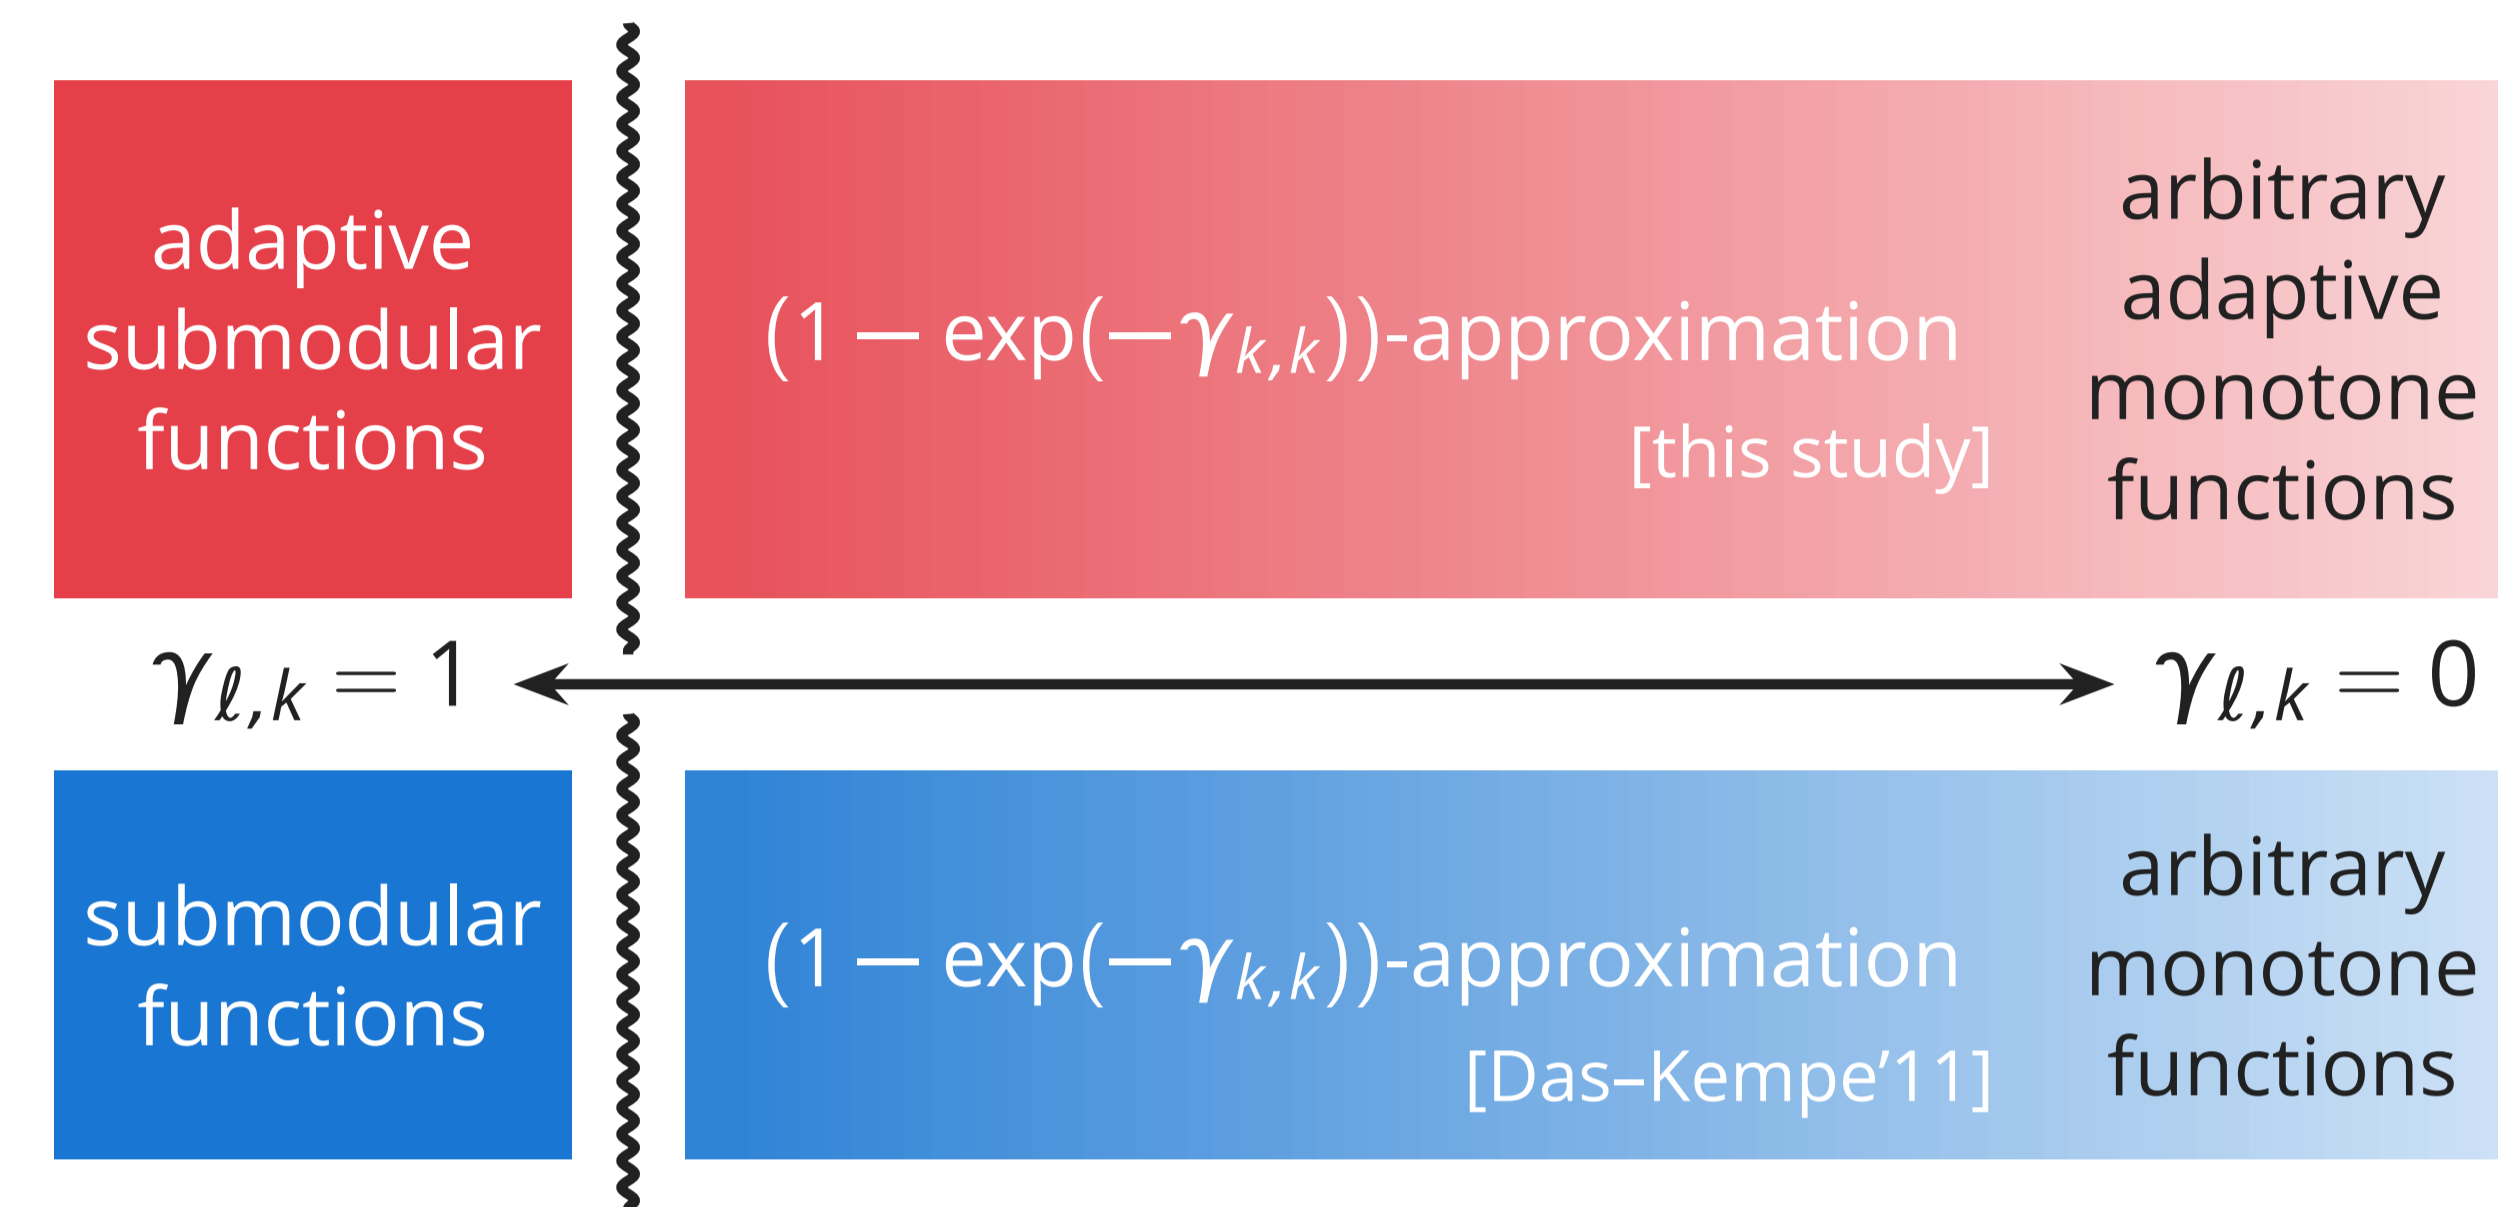 adaptive
submodular
functions
(1 − exp(−γk,k))-approximation
[this study]
arbitrary
adaptive
monotone
functions
γℓ,k = 1
γℓ,k = 0
submodular
functions
(1 − exp(−γk,k))-approximation
[Das–kempe’11]
arbitrary
monotone
functions